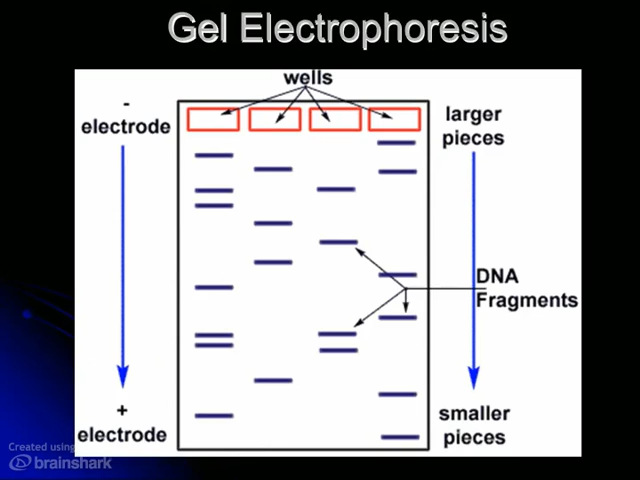 Gel Electrophoresis
wells
-
electrode
larger
pieces
DNA
Fragments
+
electrode
smaller
pieces
Created using
brainshark